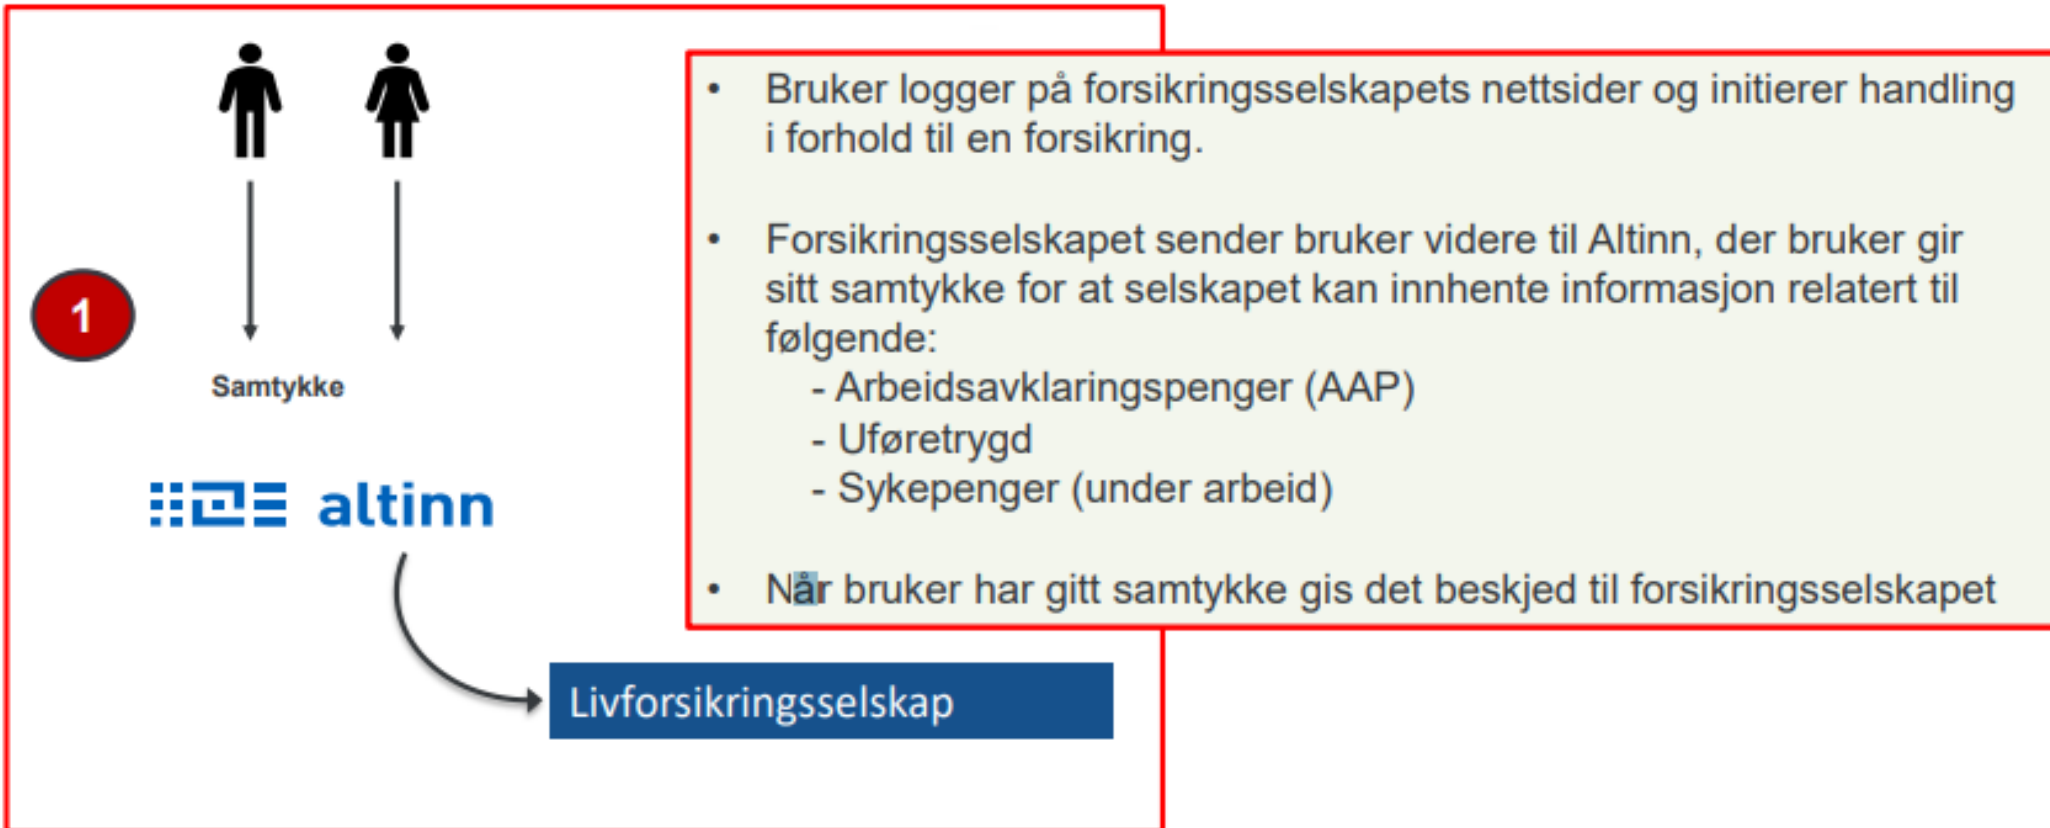 1
Samtykke
altinn
Livforsikringsselskap
• Bruker logger på forsikringsselskapets nettsider og initierer handling
i forhold til en forsikring.
• Forsikringsselskapet sender bruker videre til Altinn, der bruker gir
sitt samtykke for at selskapet kan innhente informasjon relatert til
følgende:
- Arbeidsavklaringspenger (AAP)
- Uføretrygd
- Sykepenger (under arbeid)
• Når bruker har gitt samtykke gis det beskjed til forsikringsselskapet